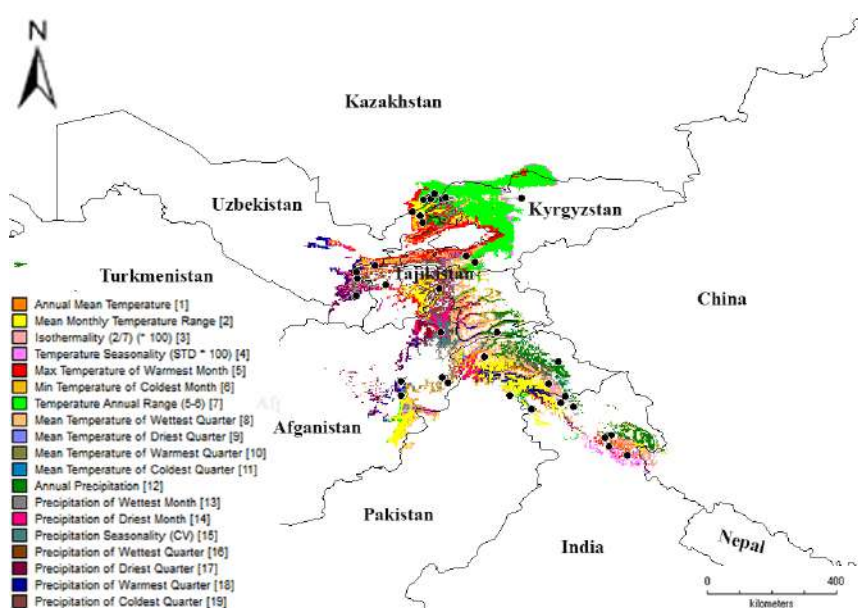 N
Kazakhstan
Uzbekistan
Kyrgyzstan
Turkmenistan
Tajikistan
China
Afganistan
Pakistan
India
Nepal
Annual Mean Temperature [1]
Mean Monthly Temperature Range [2]
Isothermality (2/7) (* 100) [3]
Temperature Seasonality (STD * 100) [4]
Max Temperature of Warmest Month [5]
Min Temperature of Coldest Month [6]
Temperature Annual Range (5-6) [7]
Mean Temperature of Wettest Quarter [8]
Mean Temperature of Driest Quarter [9]
Mean Temperature of Warmest Quarter [10]
Mean Temperature of Coldest Quarter [11]
Annual Precipitation [12]
Precipitation of Wettest Month [13]
Precipitation of Driest Month [14]
Precipitation Seasonality (CV) [15]
Precipitation of Wettest Quarter [16]
Precipitation of Driest Quarter [17]
Precipitation of Warmest Quarter [18]
Precipitation of Coldest Quarter [19]
0 400
kilometers